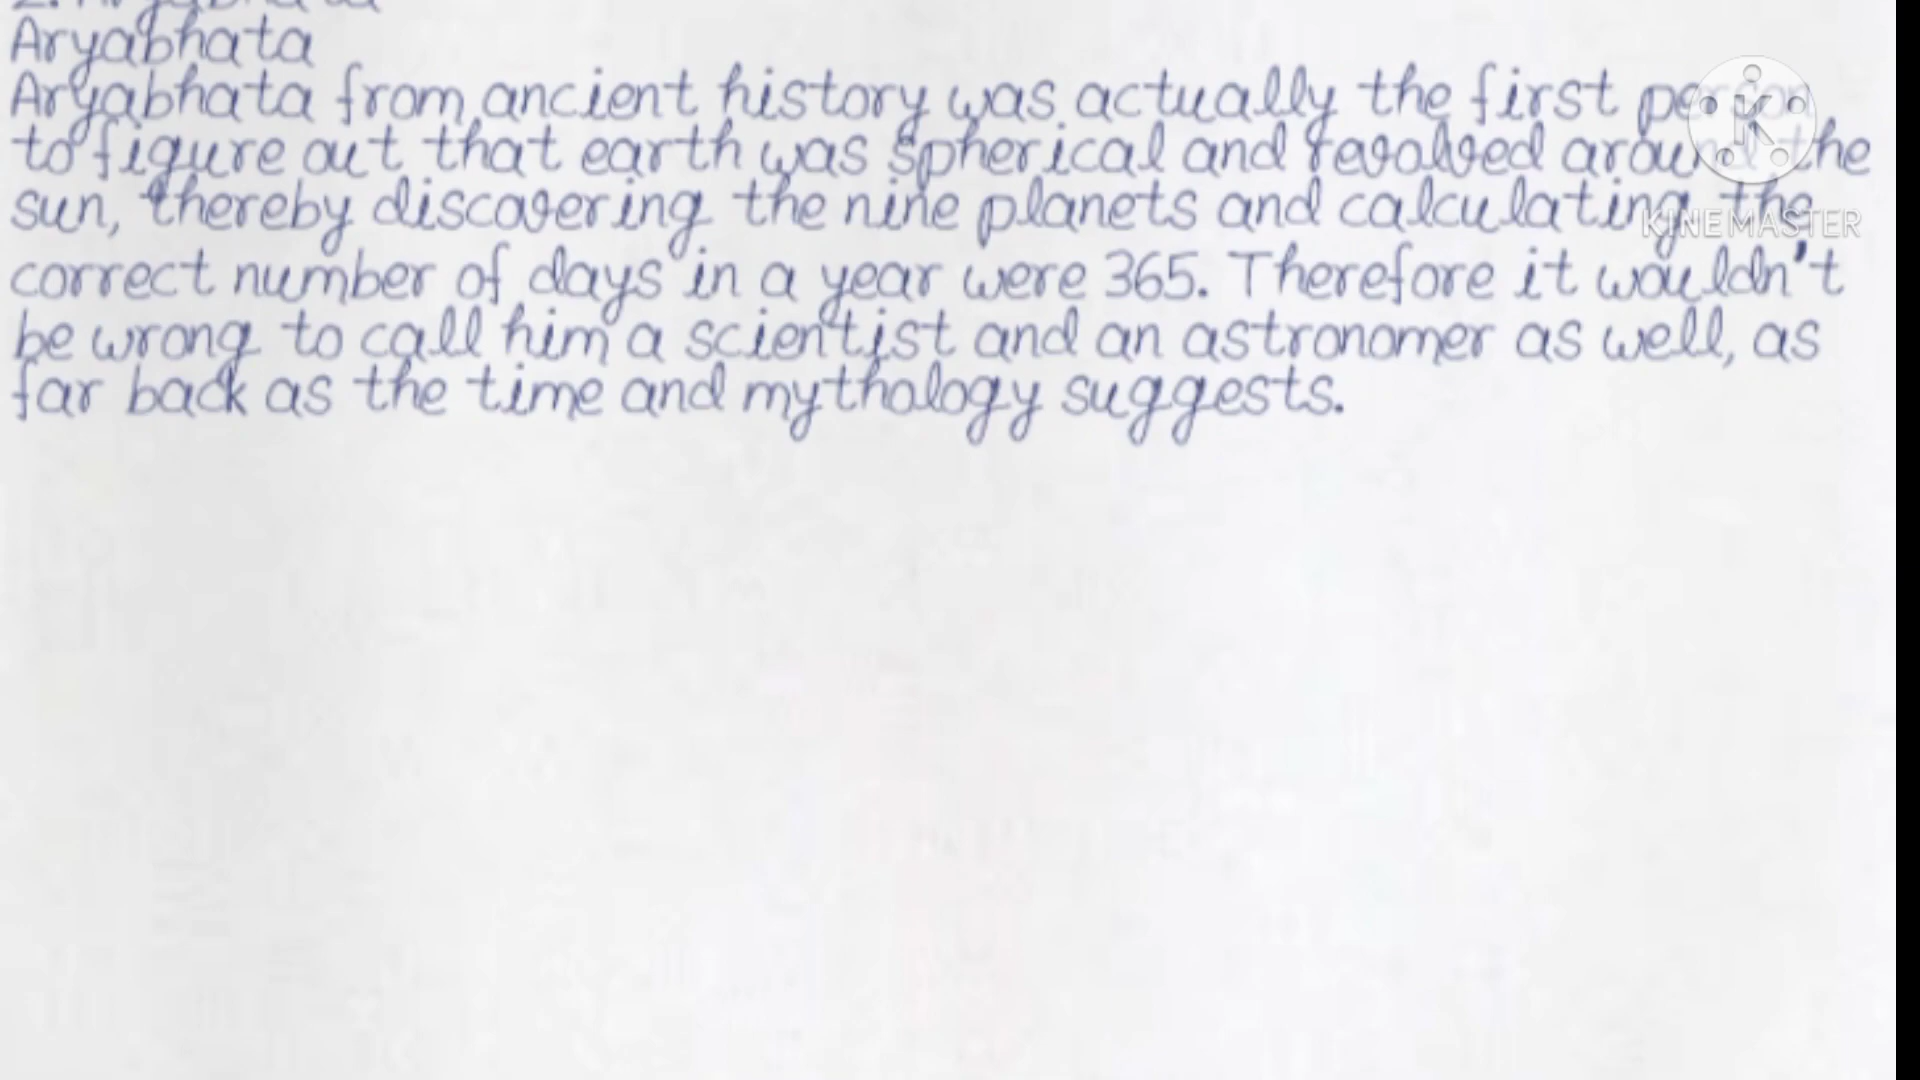 2. Aryabhata
Aryabhata
Aryabhata from ancient history was actually the first person
to figure out that earth was spherical and revolved around the
sun, thereby discovering the nine planets and calculating the
correct number of days in a year were 365. Therefore it wouldn't
be wrong to call him a scientist and an astronomer as well, as
far back as the time and mythology suggests.
KINEMASTER